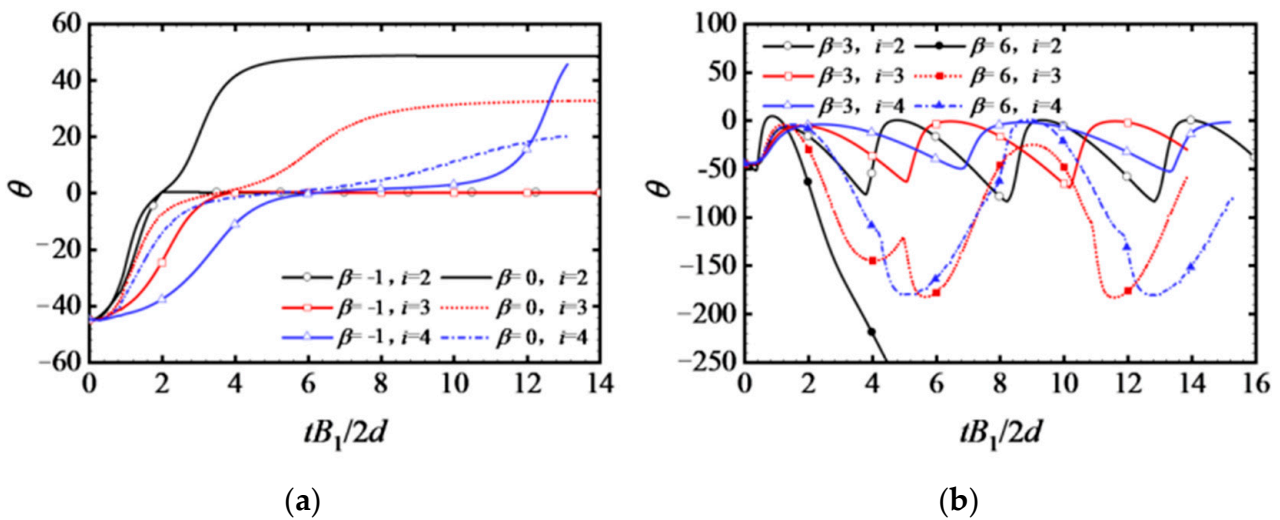 60
40
20
0
−20
−40
−60
θ
β= -1, i=2 β= 0, i=2
β= -1, i=3 β= 0, i=3
β= -1, i=4 β= 0, i=4
0 2 4 6 8 10 12 14
tB₁/2d
(a)
100
50
0
−50
−100
−150
−200
−250
θ
β=3, i=2 β= 6, i=2
β=3, i=3 β= 6, i=3
β=3, i=4 β= 6, i=4
0 2 4 6 8 10 12 14 16
tB₁/2d
(b)